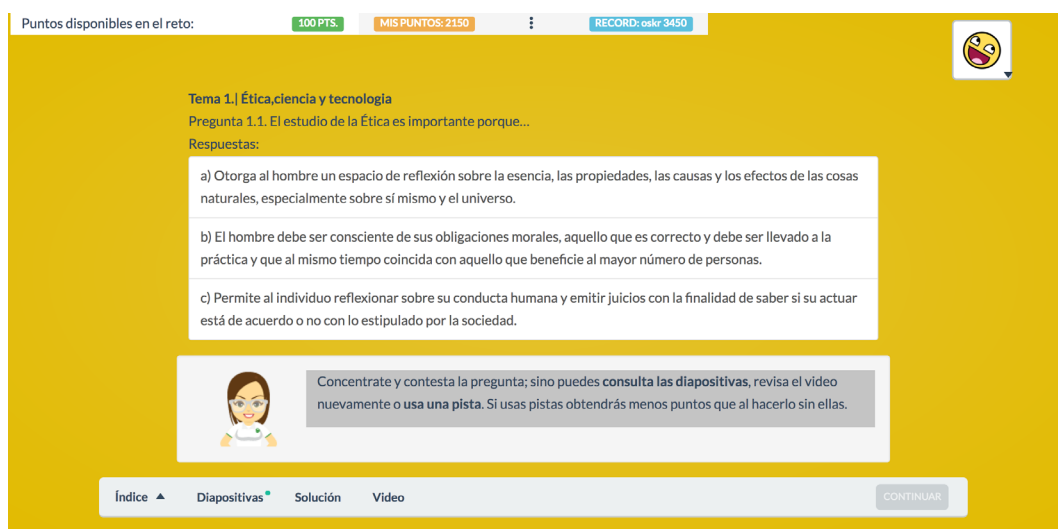 Puntos disponibles en el reto: 100 PTS. MIS PUNTOS: 2150 RECORD: oskr 3450
Tema 1.| Ética,ciencia y tecnologia
Pregunta 1.1. El estudio de la Ética es importante porque...
Respuestas:
a) Otorga al hombre un espacio de reflexión sobre la esencia, las propiedades, las causas y los efectos de las cosas
naturales, especialmente sobre sí mismo y el universo.
b) El hombre debe ser consciente de sus obligaciones morales, aquello que es correcto y debe ser llevado a la
práctica y que al mismo tiempo coincida con aquello que beneficie al mayor número de personas.
c) Permite al individuo reflexionar sobre su conducta humana y emitir juicios con la finalidad de saber si su actuar
está de acuerdo o no con lo estipulado por la sociedad.
Concentrate y contesta la pregunta; sino puedes consulta las diapositivas, revisa el video
nuevamente o usa una pista. Si usas pistas obtendrás menos puntos que al hacerlo sin ellas.
Índice Diapositivas Solución Video CONTINUAR